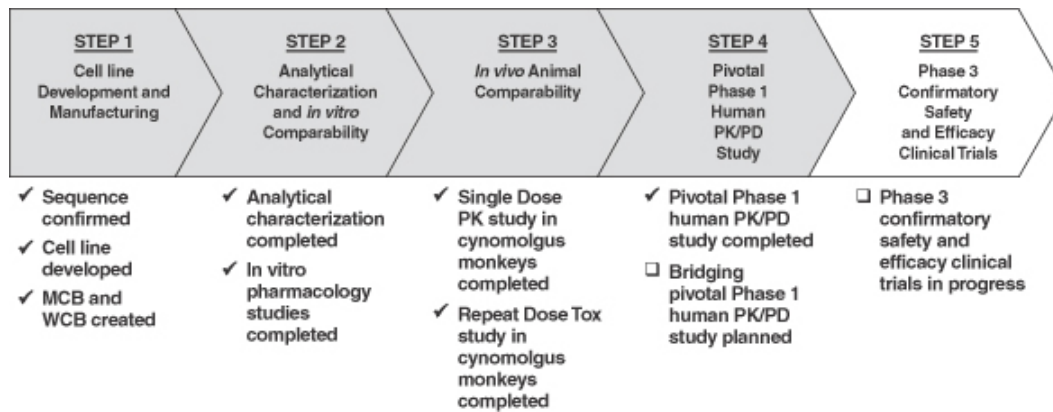 STEP 1
Cell line
Development and
Manufacturing
STEP 2
Analytical
Characterization
and in vitro
Comparability
STEP 3
In vivo Animal
Comparability
STEP 4
Pivotal
Phase 1
Human
PK/PD
Study
STEP 5
Phase 3
Confirmatory
Safety
and Efficacy
Clinical Trials
✓ Sequence
confirmed
✓ Cell line
developed
✓ MCB and
WCB created
✓ Analytical
characterization
completed
✓ In vitro
pharmacology
studies
completed
✓ Single Dose
PK study in
cynomolgus
monkeys
completed
✓ Repeat Dose Tox
study in
cynomolgus
monkeys
completed
✓ Pivotal Phase 1
human PK/PD
study completed
❑ Bridging
pivotal Phase 1
human PK/PD
study planned
❑ Phase 3
confirmatory
safety and
efficacy clinical
trials in progress